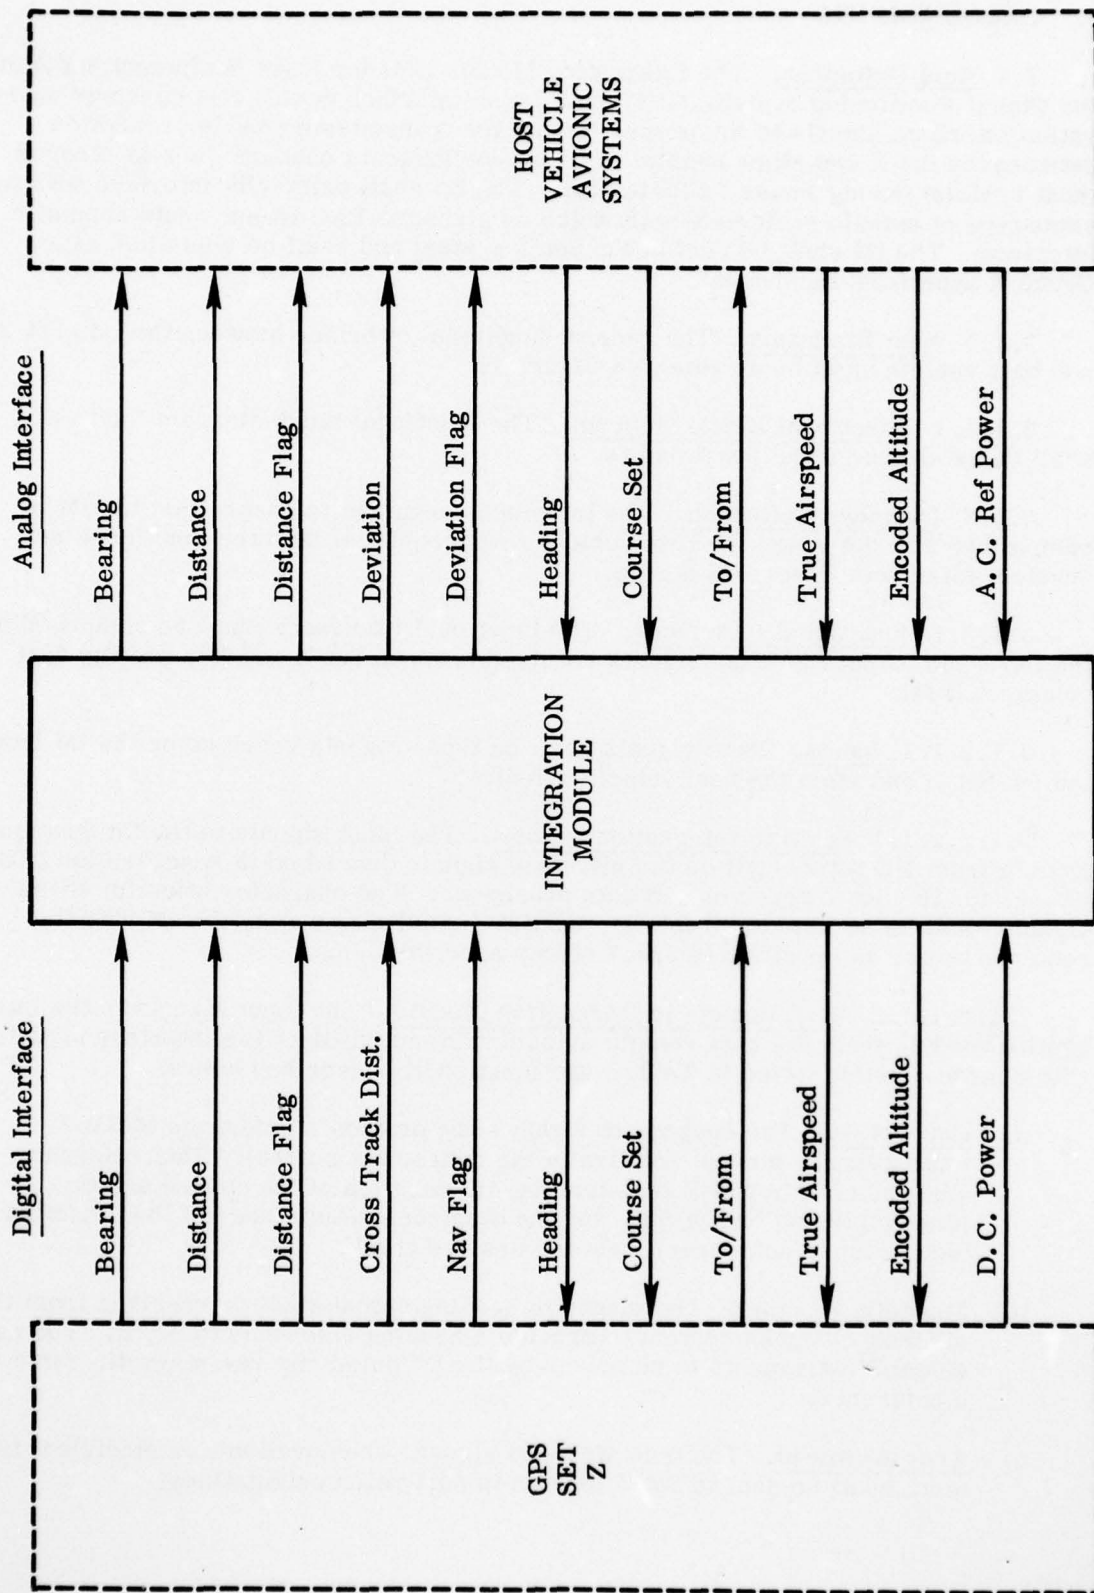 Digital Interface
Analog Interface
GPS
SET
Z
Bearing
Distance
Distance Flag
Cross Track Dist.
Nav Flag
Heading
Course Set
To/From
True Airspeed
Encoded Altitude
D.C. Power
INTEGRATION
MODULE
Bearing
Distance
Distance Flag
Deviation
Deviation Flag
Heading
Course Set
To/From
True Airspeed
Encoded Altitude
A.C. Ref Power
HOST
VEHICLE
AVIONIC
SYSTEMS